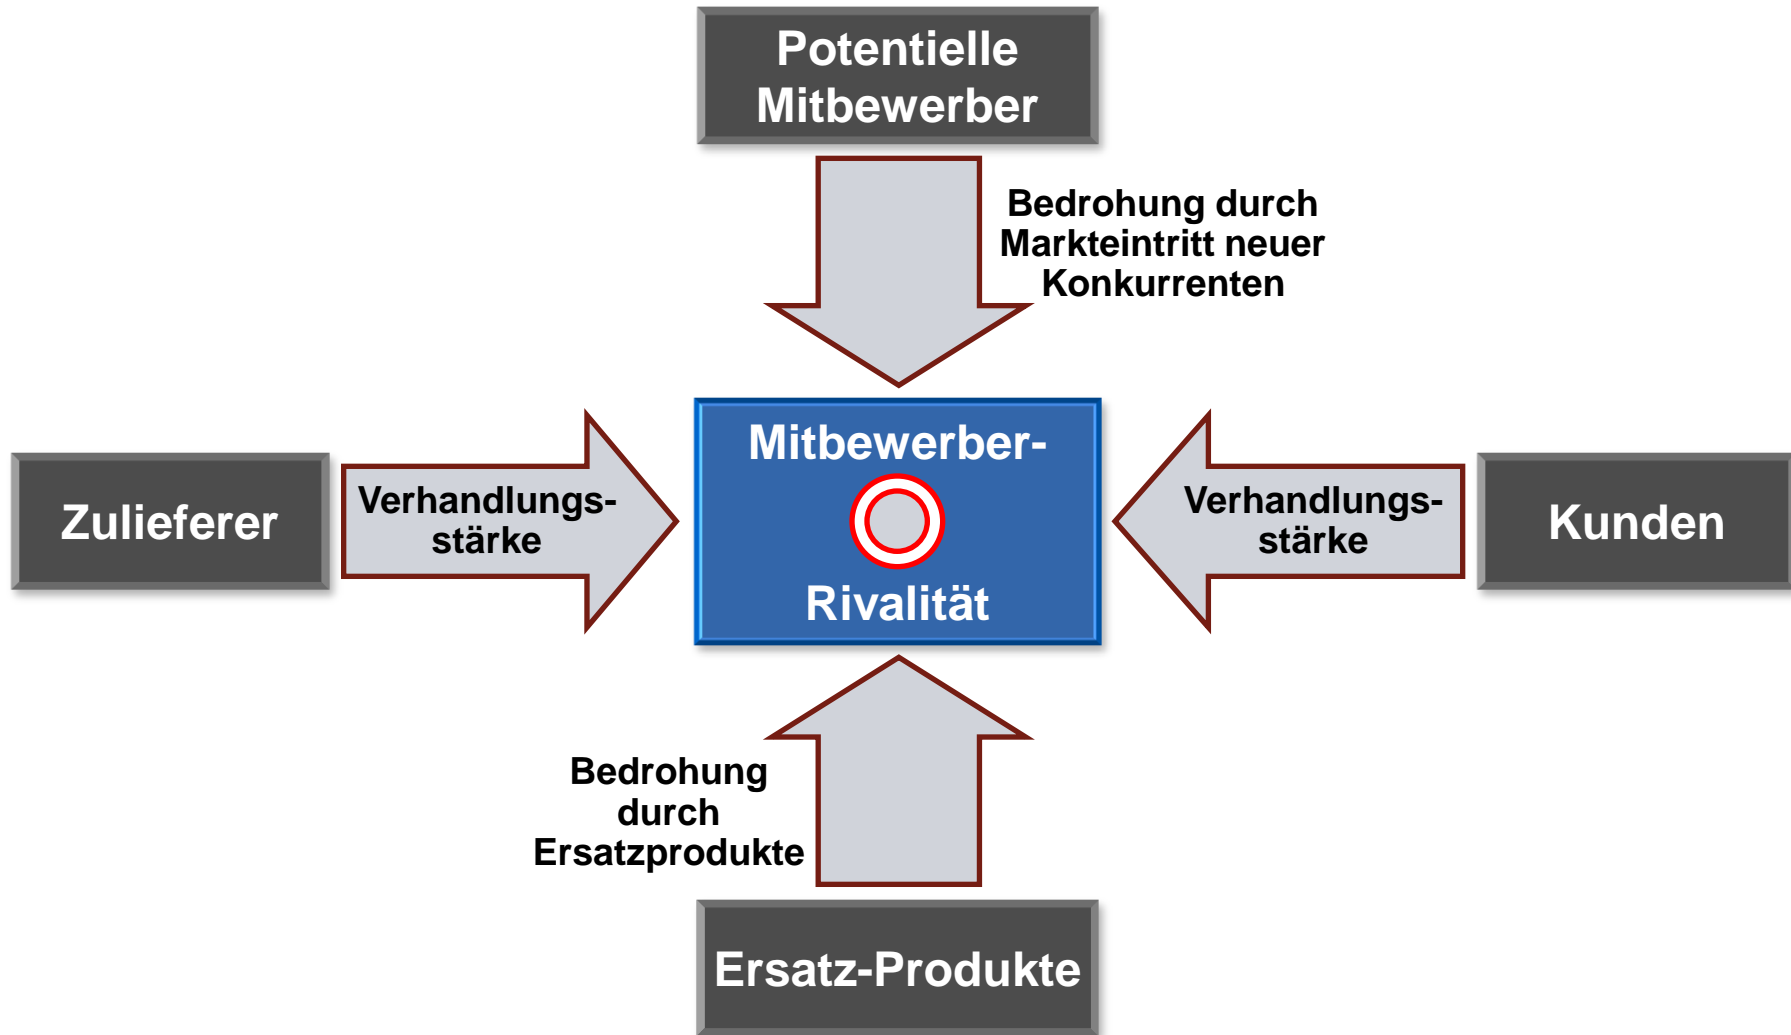 Potentielle
Mitbewerber
Bedrohung durch
Markteintritt neuer
Konkurrenten
Zulieferer
Verhandlungs-
stärke
Mitbewerber-
Rivalität
Verhandlungs-
stärke
Kunden
Bedrohung
durch
Ersatzprodukte
Ersatz-Produkte